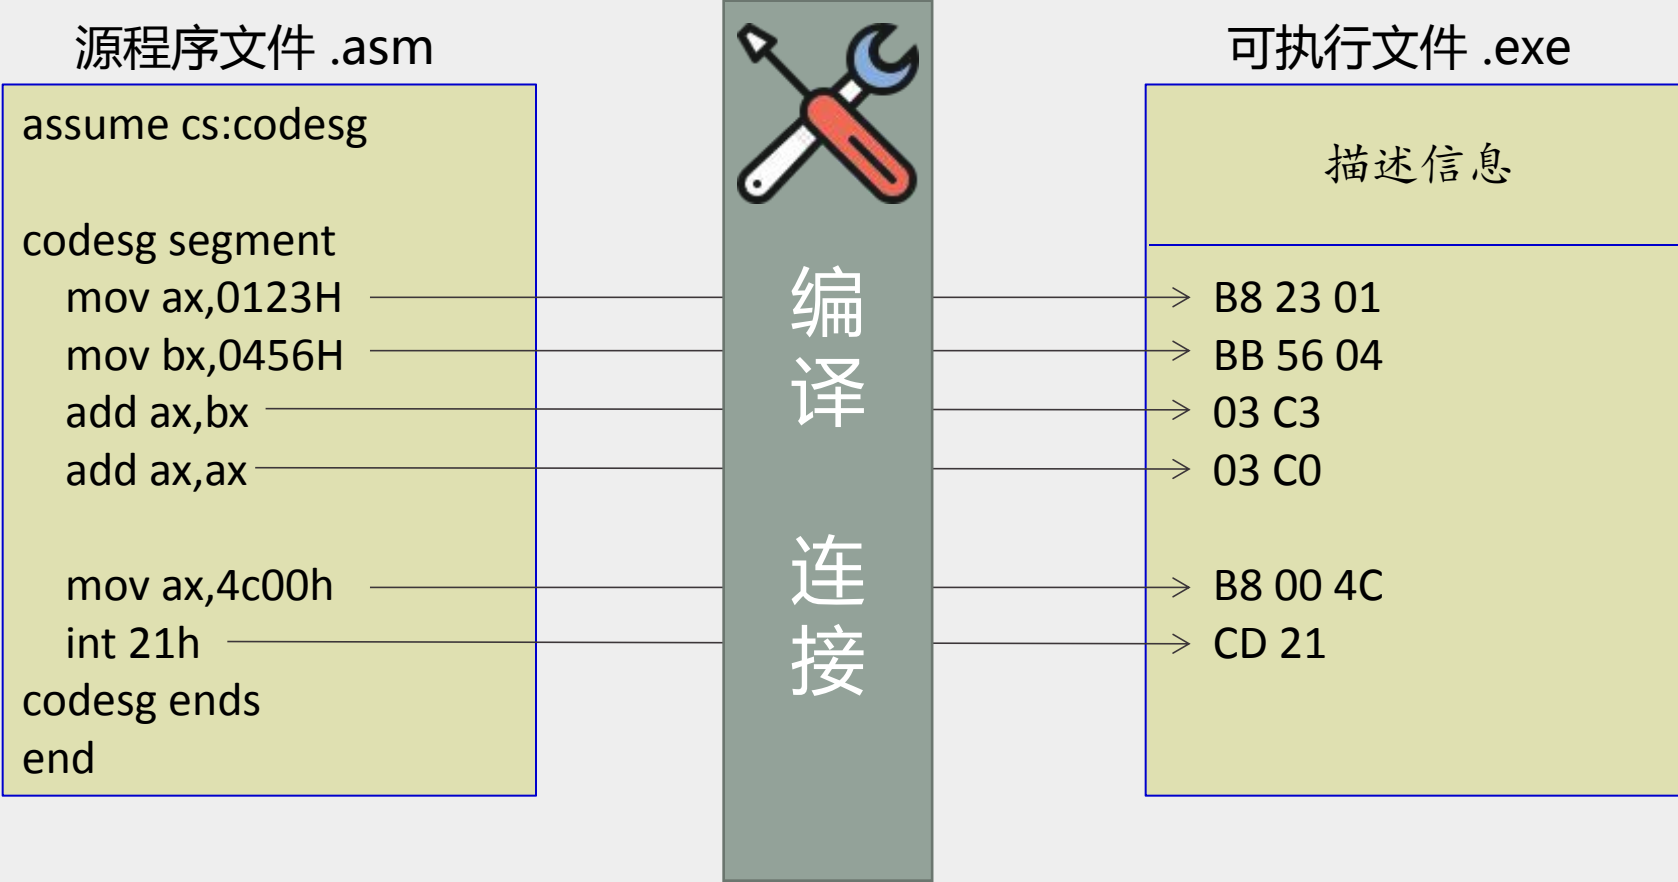 源程序文件 .asm
assume cs:codesg
codesg segment
mov ax,0123H
mov bx,0456H
add ax,bx
add ax,ax
mov ax,4c00h
int 21h
codesg ends
end
编译
连接
可执行文件 .exe
描述信息
B8 23 01
BB 56 04
03 C3
03 C0
B8 00 4C
CD 21